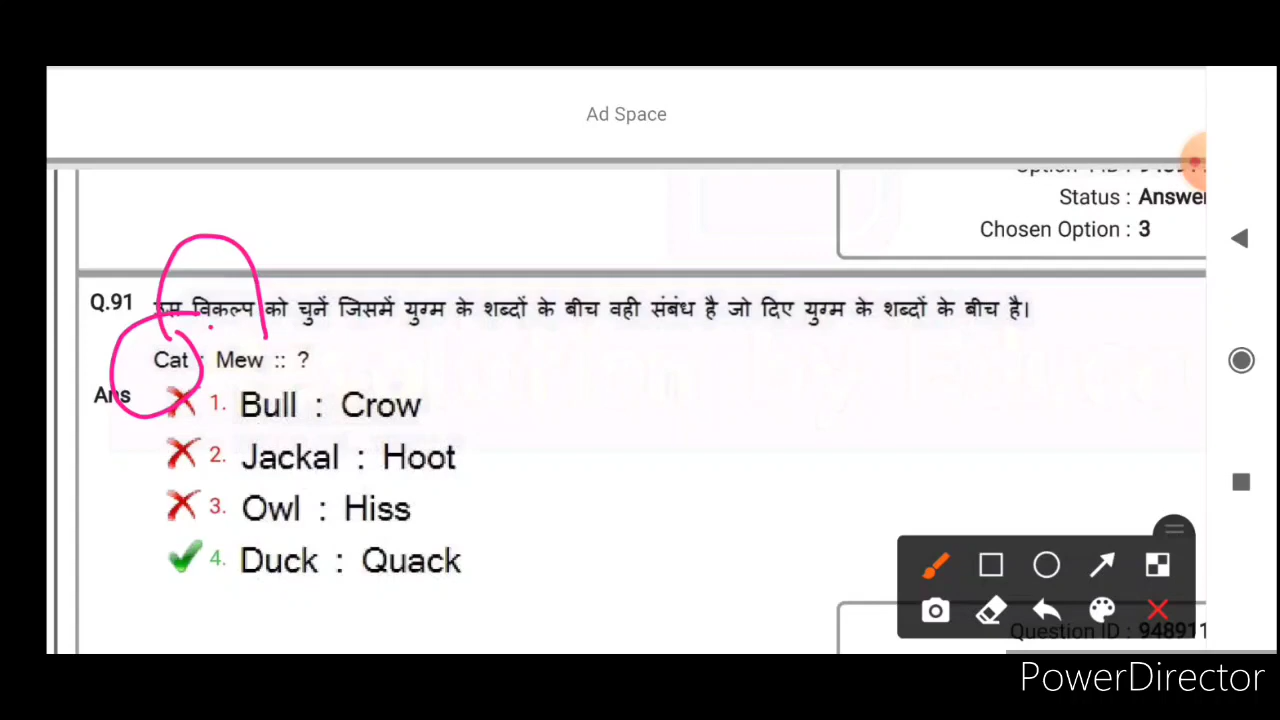 Ad Space
Status : Answe
Chosen Option : 3
Q.91 उस विकल्प को चुनें जिसमें युग्म के शब्दों के बीच वही संबंध है जो दिए युग्म के शब्दों के बीच है।
Cat : Mew :: ?
Ans
1. Bull : Crow
2. Jackal : Hoot
3. Owl : Hiss
4. Duck : Quack
Question ID : 948911
PowerDirector